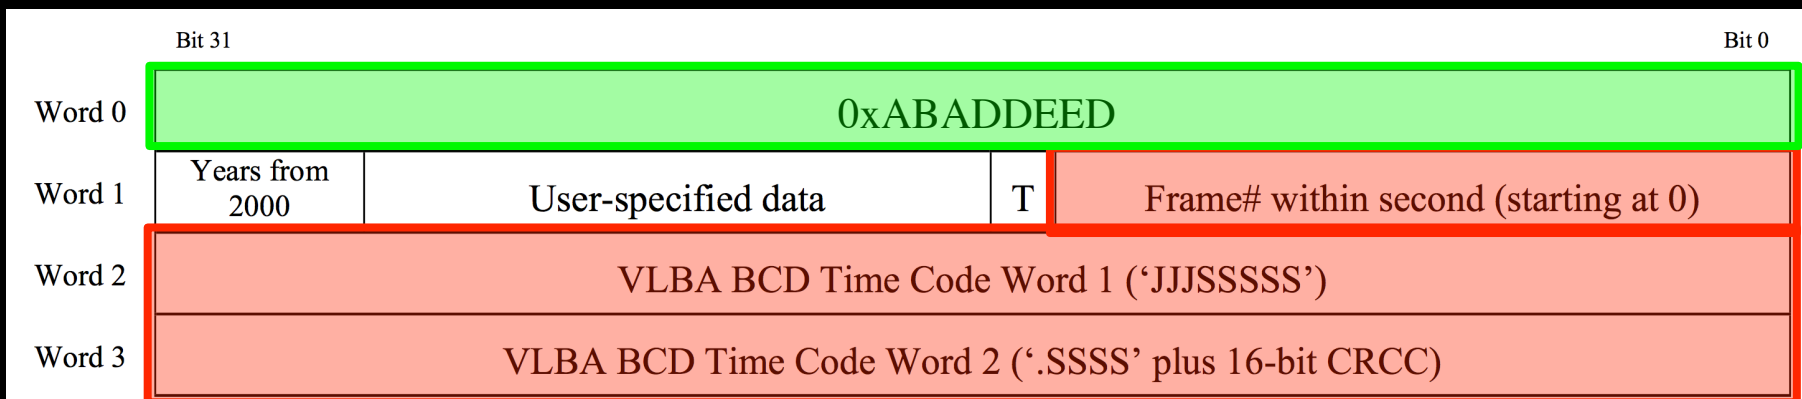 Bit 31 Bit 0
Word 0 0xABADDEED
Word 1 Years from 2000 User-specified data T Frame# within second (starting at 0)
Word 2 VLBA BCD Time Code Word 1 (‘JJJSSSSS’)
Word 3 VLBA BCD Time Code Word 2 (‘.SSSS’ plus 16-bit CRCC)